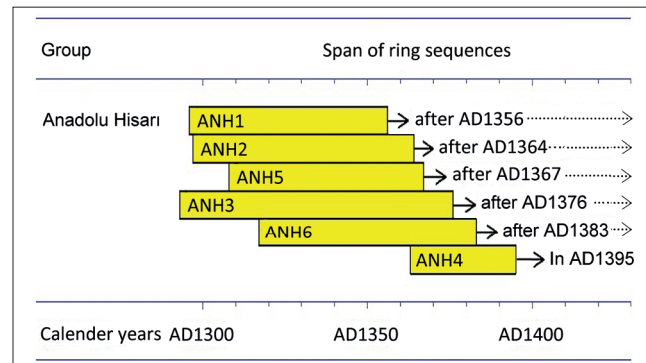 Group Span of ring sequences
Anadolu Hisarı ANH1 after AD1356
ANH2 after AD1364
ANH5 after AD1367
ANH3 after AD1376
ANH6 after AD1383
ANH4 In AD1395
Calender years AD1300 AD1350 AD1400